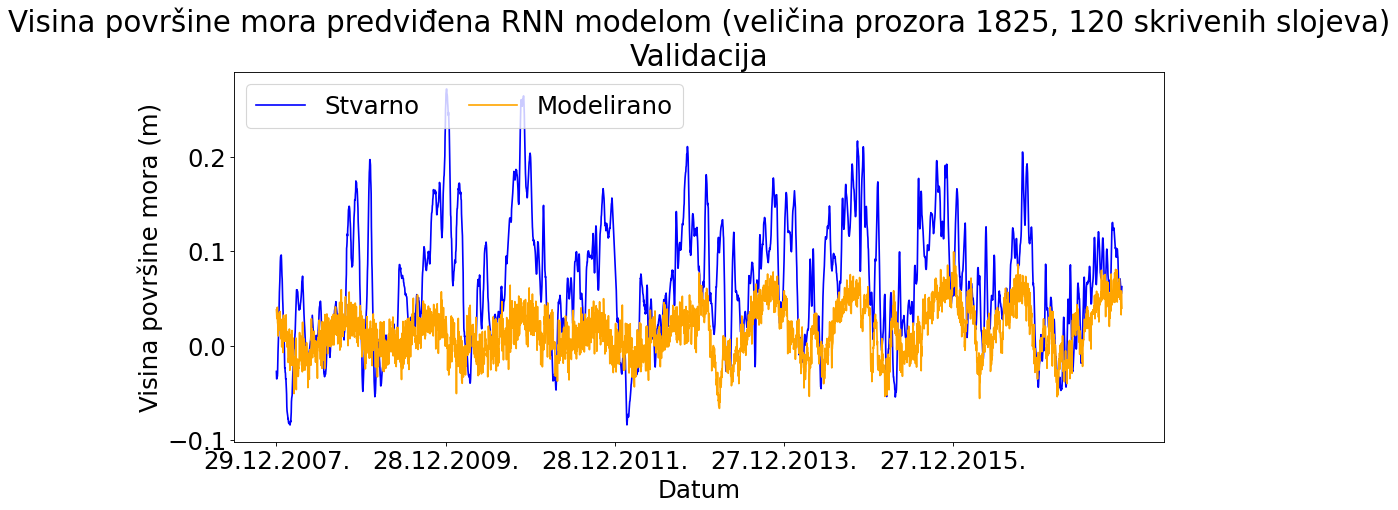 Visina površine mora predviđena RNN modelom (veličina prozora 1825, 120 skrivenih slojeva)
Validacija
Stvarno Modelirano
Visina površine mora (m)
0.2
0.1
0.0
−0.1
29.12.2007. 28.12.2009. 28.12.2011. 27.12.2013. 27.12.2015.
Datum